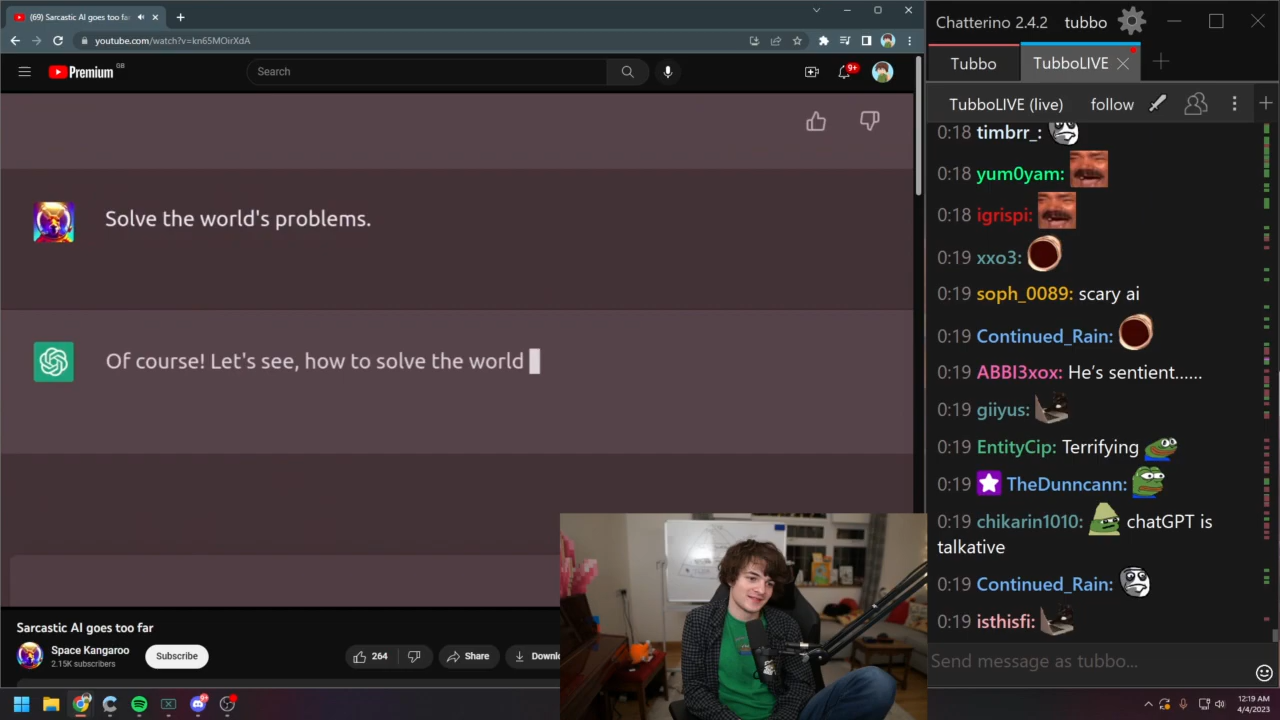 (69) Sarcastic AI goes too far
youtube.com/watch?v=kn65MOirXdA
Premium GB
Search
9+
Solve the world's problems.
Of course! Let's see, how to solve the world
Sarcastic AI goes too far
Space Kangaroo
2.15K subscribers
Subscribe
264
Share
Downlo
Chatterino 2.4.2
tubbo
Tubbo
TubboLIVE
TubboLIVE (live)
follow
0:18 timbrr_:
0:18 yum0yam:
0:18 igrispi:
0:19 xxo3:
0:19 soph_0089: scary ai
0:19 Continued_Rain:
0:19 ABBI3xox: He's sentient......
0:19 giiyus:
0:19 EntityCip: Terrifying
0:19 TheDunncann:
0:19 chikarin1010: chatGPT is
talkative
0:19 Continued_Rain:
0:19 isthisfi:
Send message as tubbo...
12:19 AM
4/4/2023